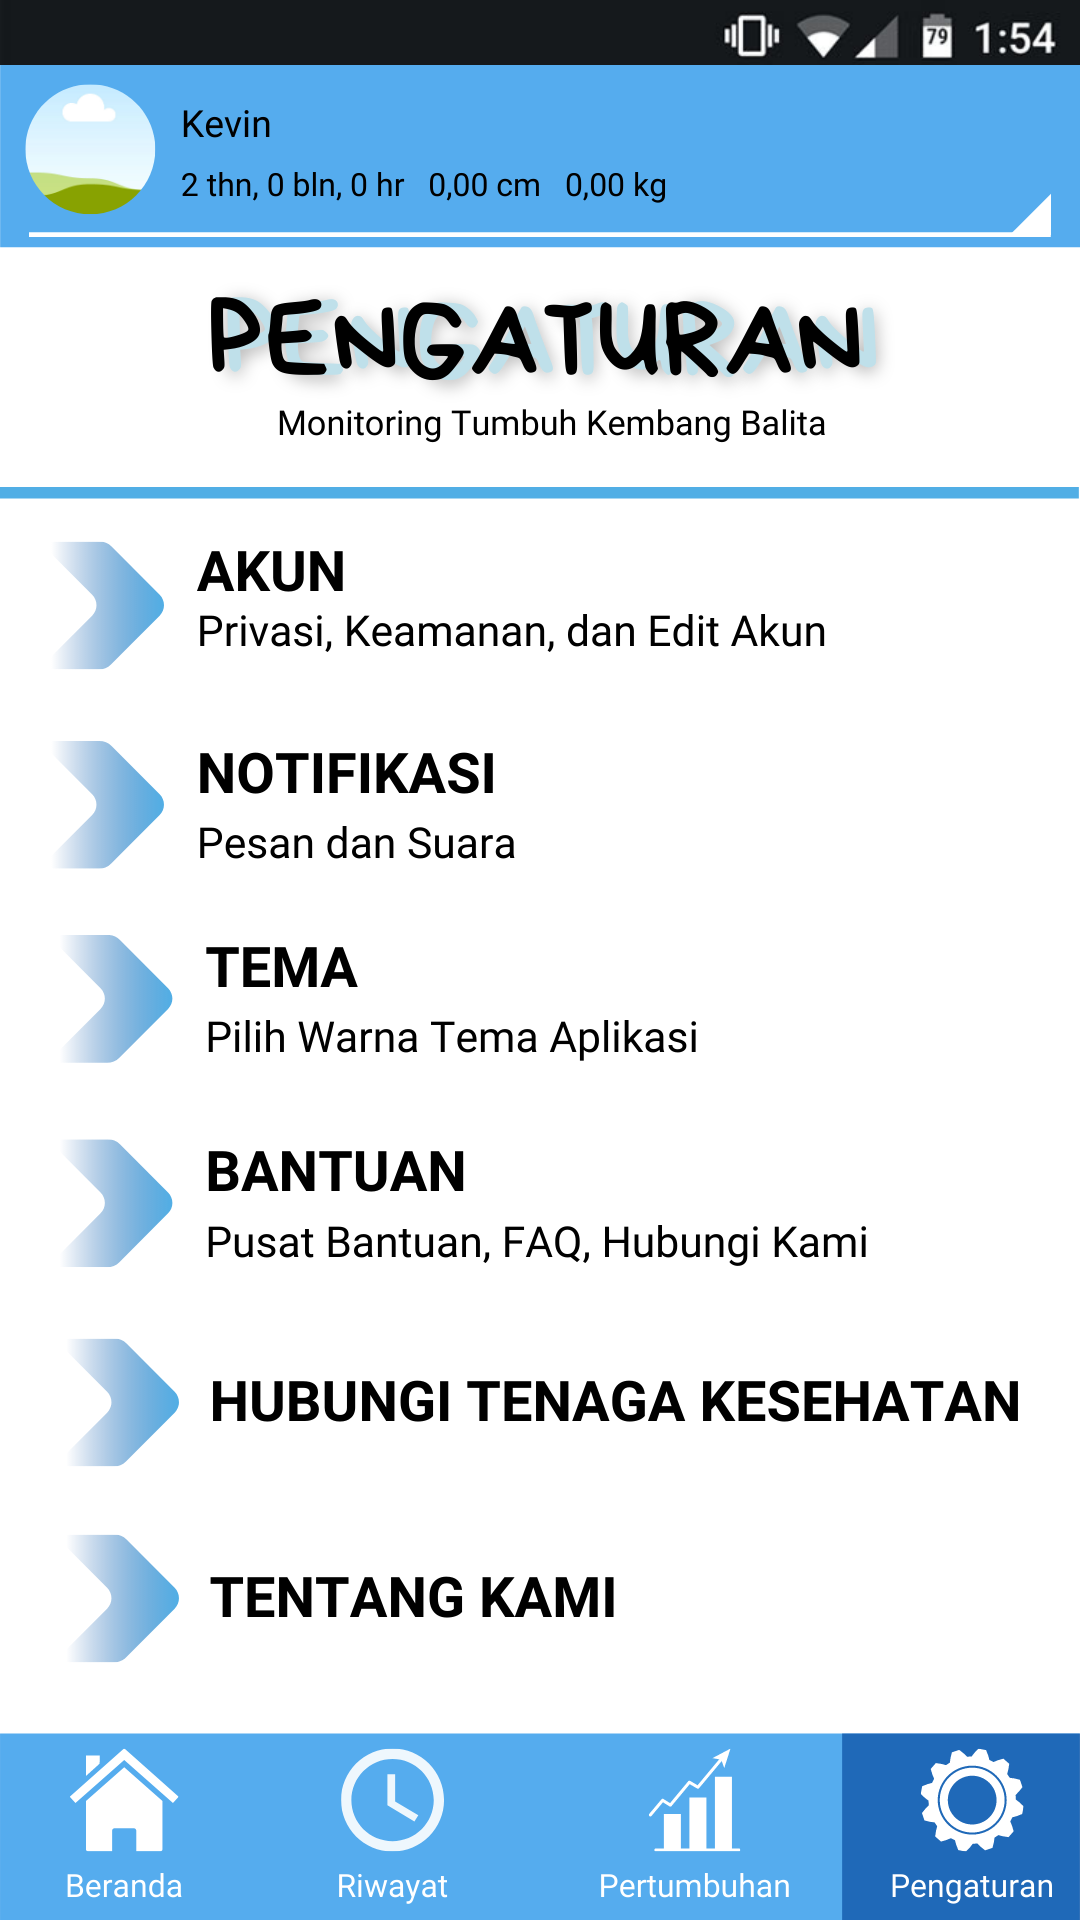 79 1:54
Kevin
2 thn, 0 bln, 0 hr 0,00 cm 0,00 kg
PENGATURAN
Monitoring Tumbuh Kembang Balita
AKUN
Privasi, Keamanan, dan Edit Akun
NOTIFIKASI
Pesan dan Suara
TEMA
Pilih Warna Tema Aplikasi
BANTUAN
Pusat Bantuan, FAQ, Hubungi Kami
HUBUNGI TENAGA KESEHATAN
TENTANG KAMI
Beranda Riwayat Pertumbuhan Pengaturan